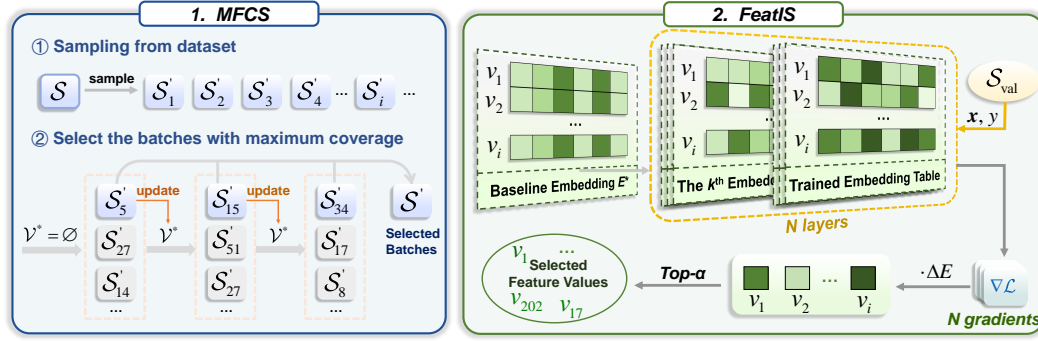 1. MFCS
① Sampling from dataset
S sample S'₁ S'₂ S'₃ S'₄ ... S'ᵢ ...
② Select the batches with maximum coverage
S'₅ update S'₁₅ update S'₃₄ S'
𝒱* = ∅ S'₂₇ 𝒱* S'₅₁ 𝒱* S'₁₇ Selected
Batches
S'₁₄ S'₂₇ S'₈
... ... ...
2. FeatIS
v₁ v₁ v₁
v₂ v₂ v₂
... ... ...
vᵢ vᵢ vᵢ
Baseline Embedding E*
The kᵗʰ Embedd
Trained Embedding Table
N layers
S_val
x, y
∇ℒ
N gradients
· ΔE
v₁ v₂ ... vᵢ
...
Top-α
v₁ ...
Selected
Feature Values
v₂₀₂ v₁₇